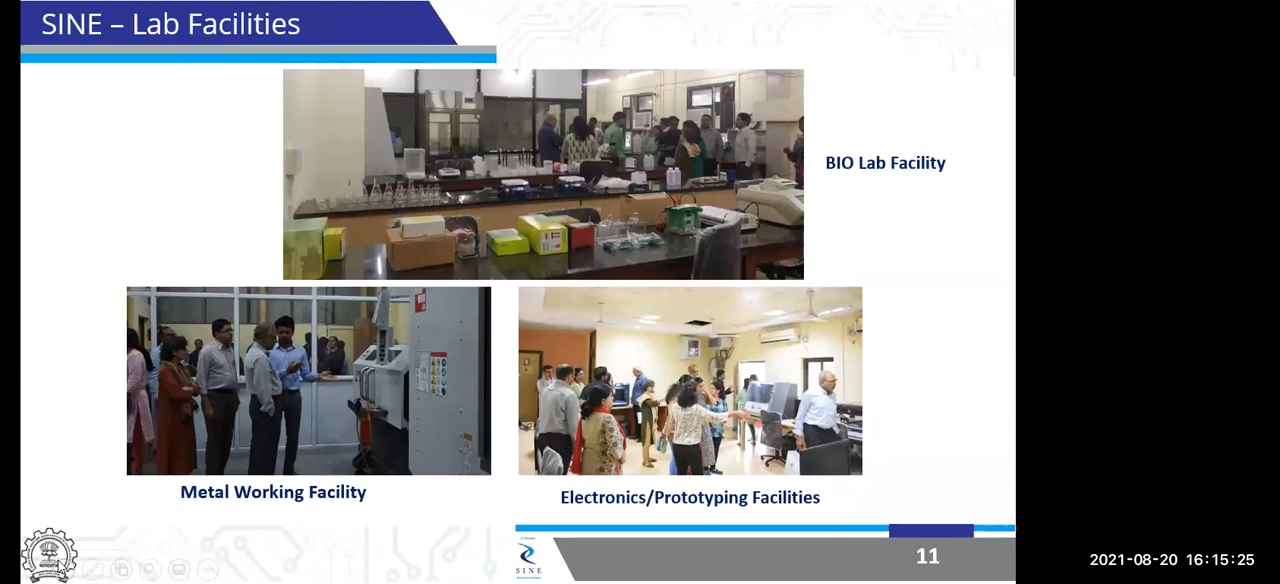 SINE – Lab Facilities
BIO Lab Facility
Metal Working Facility
Electronics/Prototyping Facilities
SINE
11
2021-08-20 16:15:25